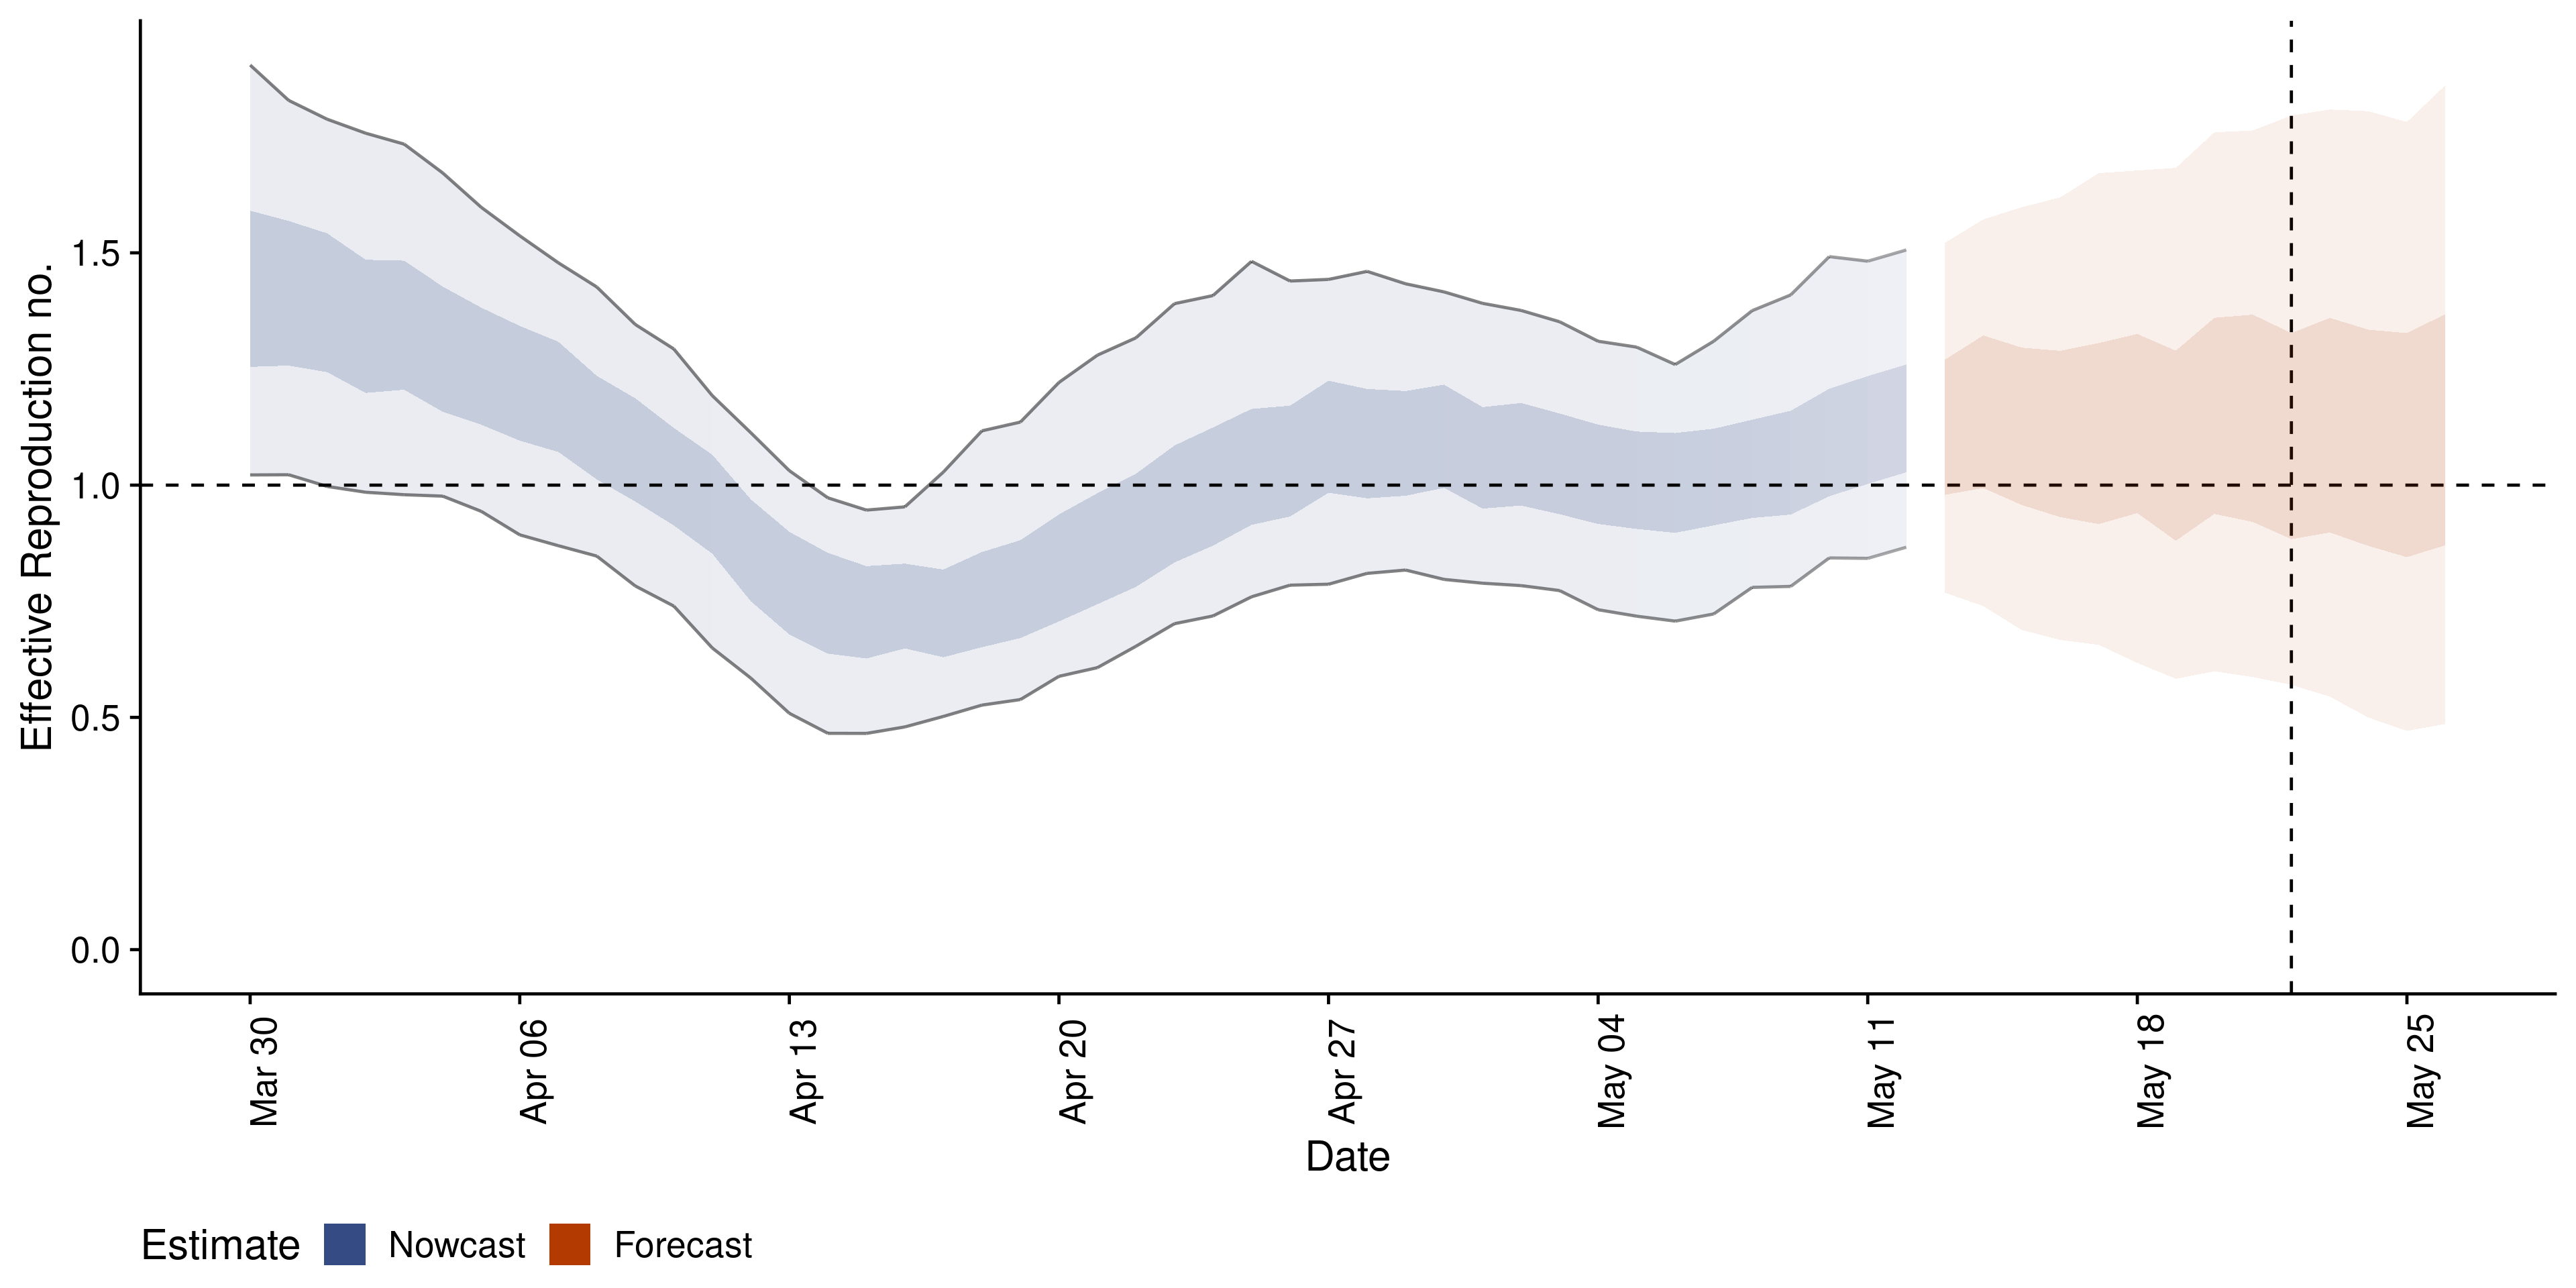 Effective Reproduction no.
1.5
1.0
0.5
0.0
Mar 30
Apr 06
Apr 13
Apr 20
Apr 27
May 04
May 11
May 18
May 25
Date
Estimate Nowcast Forecast